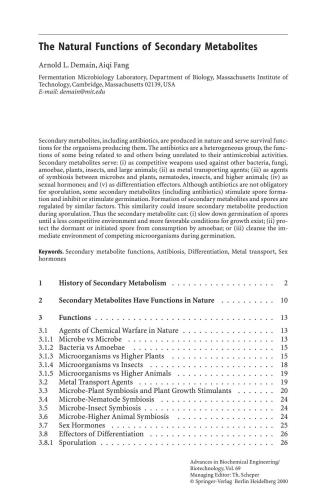 The Natural Functions of Secondary Metabolites
Arnold L. Demain, Aiqi Fang
Fermentation Microbiology Laboratory, Department of Biology, Massachusetts Institute of
Technology, Cambridge, Massachusetts 02139, USA
E-mail: demain@mit.edu
Secondary metabolites, including antibiotics, are produced in nature and serve survival func-
tions for the organisms producing them. The antibiotics are a heterogeneous group, the func-
tions of some being related to and others being unrelated to their antimicrobial activities.
Secondary metabolites serve: (i) as competitive weapons used against other bacteria, fungi,
amoebae, plants, insects, and large animals; (ii) as metal transporting agents; (iii) as agents
of symbiosis between microbes and plants, nematodes, insects, and higher animals; (iv) as
sexual hormones; and (v) as differentiation effectors. Although antibiotics are not obligatory
for sporulation, some secondary metabolites (including antibiotics) stimulate spore forma-
tion and inhibit or stimulate germination. Formation of secondary metabolites and spores are
regulated by similar factors. This similarity could insure secondary metabolite production
during sporulation. Thus the secondary metabolite can: (i) slow down germination of spores
until a less competitive environment and more favorable conditions for growth exist; (ii) pro-
tect the dormant or initiated spore from consumption by amoebae; or (iii) cleanse the im-
mediate environment of competing microorganisms during germination.
Keywords. Secondary metabolite functions, Antibiosis, Differentiation, Metal transport, Sex
hormones
1 History of Secondary Metabolism . . . . . . . . . . . . . . . . . . . 2
2 Secondary Metabolites Have Functions in Nature . . . . . . . . . . 10
3 Functions . . . . . . . . . . . . . . . . . . . . . . . . . . . . . . . . 13
3.1 Agents of Chemical Warfare in Nature . . . . . . . . . . . . . . . . . 13
3.1.1 Microbe vs Microbe . . . . . . . . . . . . . . . . . . . . . . . . . . 13
3.1.2 Bacteria vs Amoebae . . . . . . . . . . . . . . . . . . . . . . . . . 15
3.1.3 Microorganisms vs Higher Plants . . . . . . . . . . . . . . . . . . . 15
3.1.4 Microorganisms vs Insects . . . . . . . . . . . . . . . . . . . . . . 18
3.1.5 Microorganisms vs Higher Animals . . . . . . . . . . . . . . . . . . 19
3.2 Metal Transport Agents . . . . . . . . . . . . . . . . . . . . . . . . 19
3.3 Microbe-Plant Symbiosis and Plant Growth Stimulants . . . . . . . 20
3.4 Microbe-Nematode Symbiosis . . . . . . . . . . . . . . . . . . . . . 24
3.5 Microbe-Insect Symbiosis . . . . . . . . . . . . . . . . . . . . . . . 24
3.6 Microbe-Higher Animal Symbiosis . . . . . . . . . . . . . . . . . . 24
3.7 Sex Hormones . . . . . . . . . . . . . . . . . . . . . . . . . . . . . 25
3.8 Effectors of Differentiation . . . . . . . . . . . . . . . . . . . . . . 26
3.8.1 Sporulation . . . . . . . . . . . . . . . . . . . . . . . . . . . . . . 26
Advances in Biochemical Engineering/
Biotechnology, Vol. 69
Managing Editor: Th. Scheper
© Springer-Verlag Berlin Heidelberg 2000